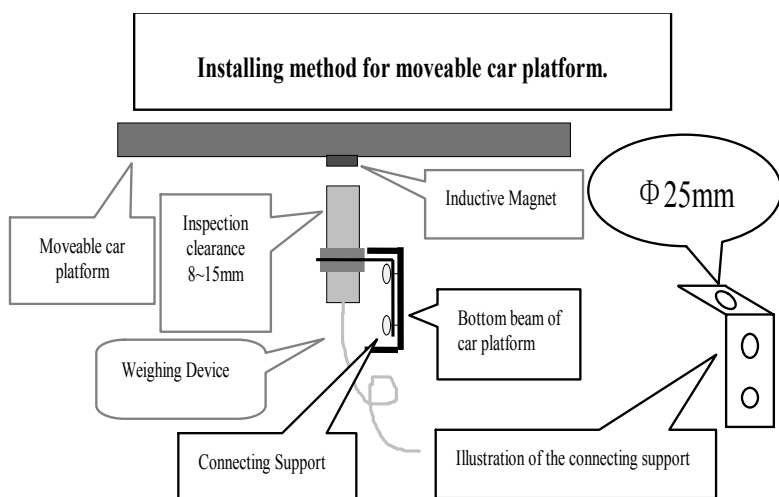 Installing method for moveable car platform.
Inductive Magnet
Φ25mm
Moveable car
platform
Inspection
clearance
8~15mm
Bottom beam of
car platform
Weighing Device
Connecting Support
Illustration of the connecting support